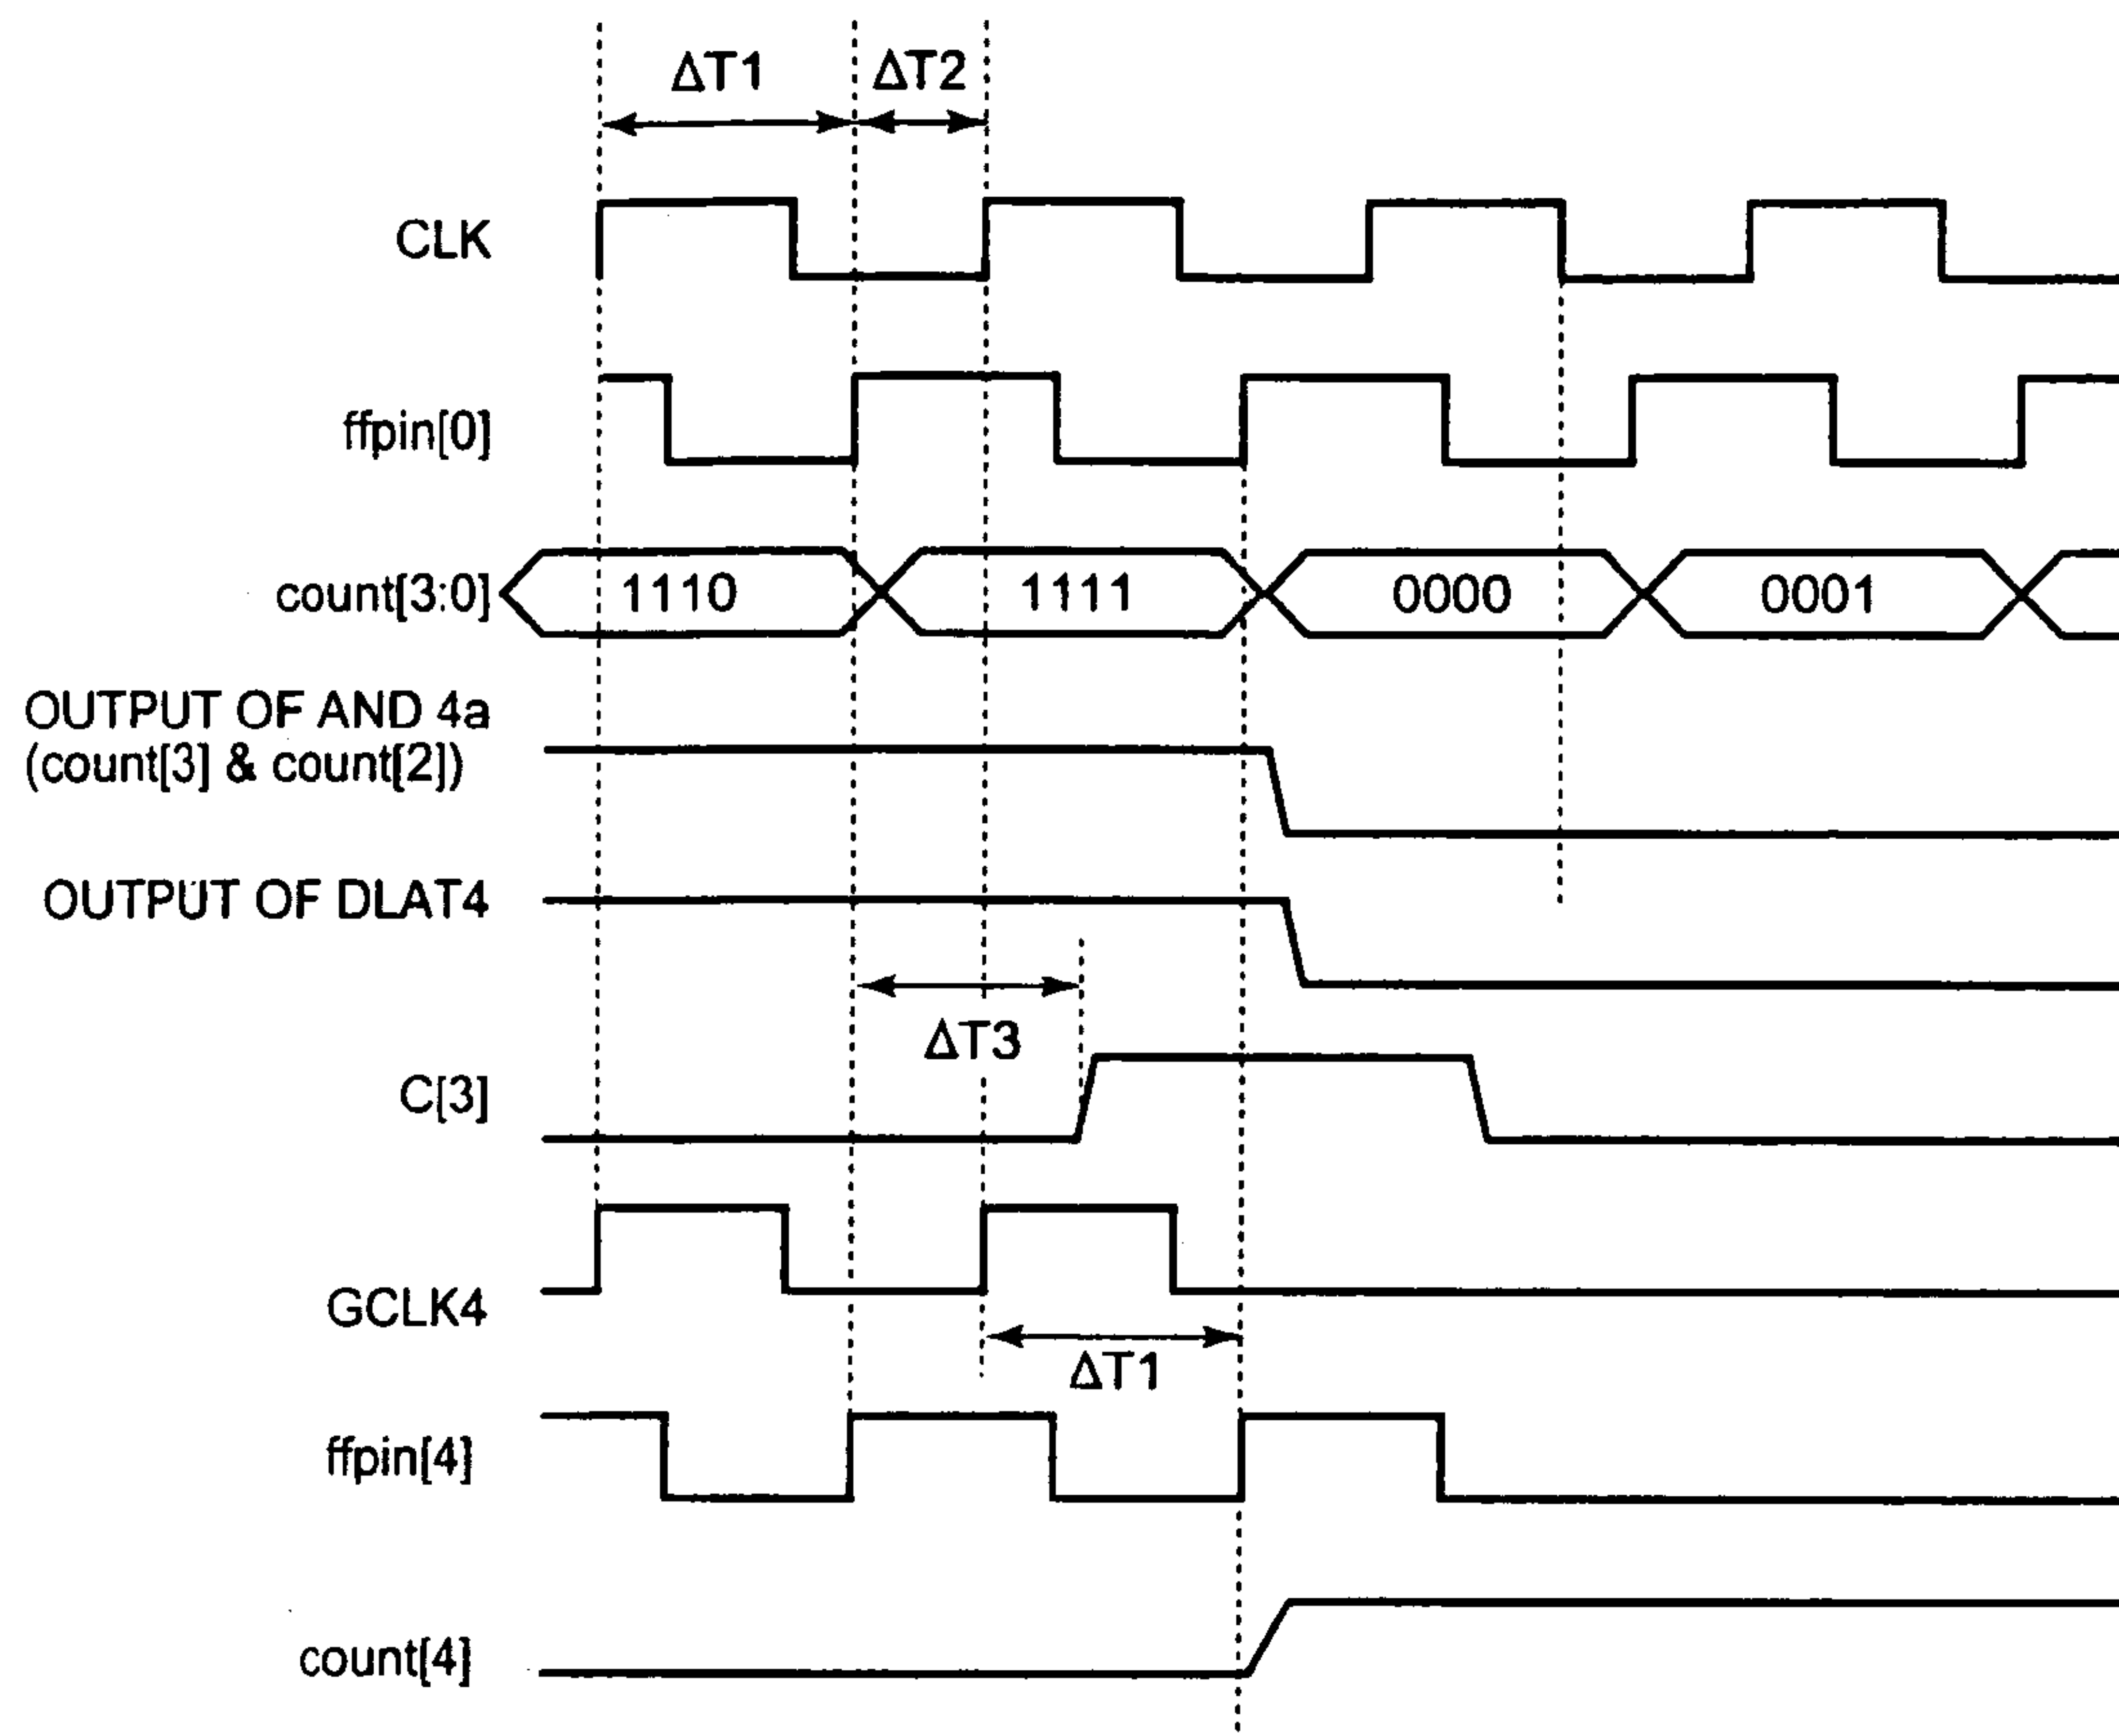 ΔT1 ΔT2
CLK
ffpin[0]
count[3:0] 1110 1111 0000 0001
OUTPUT OF AND 4a
(count[3] & count[2])
OUTPUT OF DLAT4
ΔT3
C[3]
GCLK4
ΔT1
ffpin[4]
count[4]